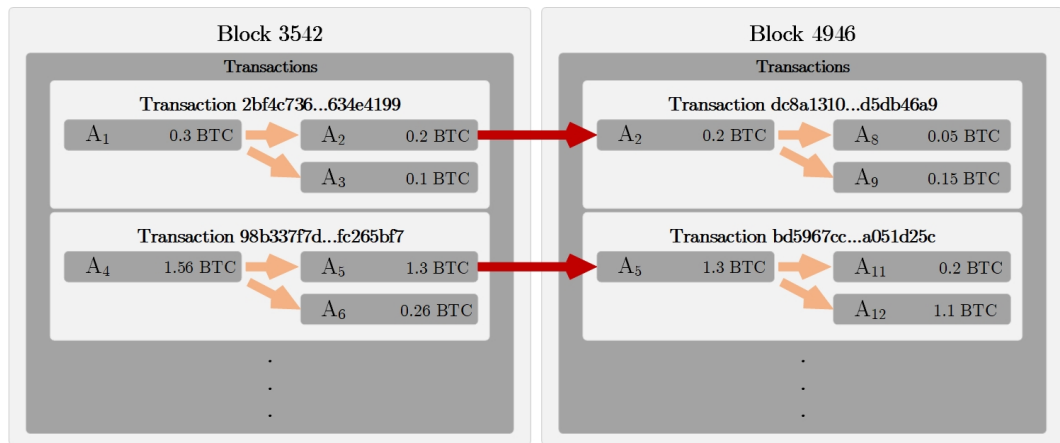 Block 3542
Transactions
Transaction 2bf4c736...634e4199
A₁ 0.3 BTC
A₂ 0.2 BTC
A₃ 0.1 BTC
Transaction 98b337f7d...fc265bf7
A₄ 1.56 BTC
A₅ 1.3 BTC
A₆ 0.26 BTC
.
.
.
Block 4946
Transactions
Transaction dc8a1310...d5db46a9
A₂ 0.2 BTC
A₈ 0.05 BTC
A₉ 0.15 BTC
Transaction bd5967cc...a051d25c
A₅ 1.3 BTC
A₁₁ 0.2 BTC
A₁₂ 1.1 BTC
.
.
.